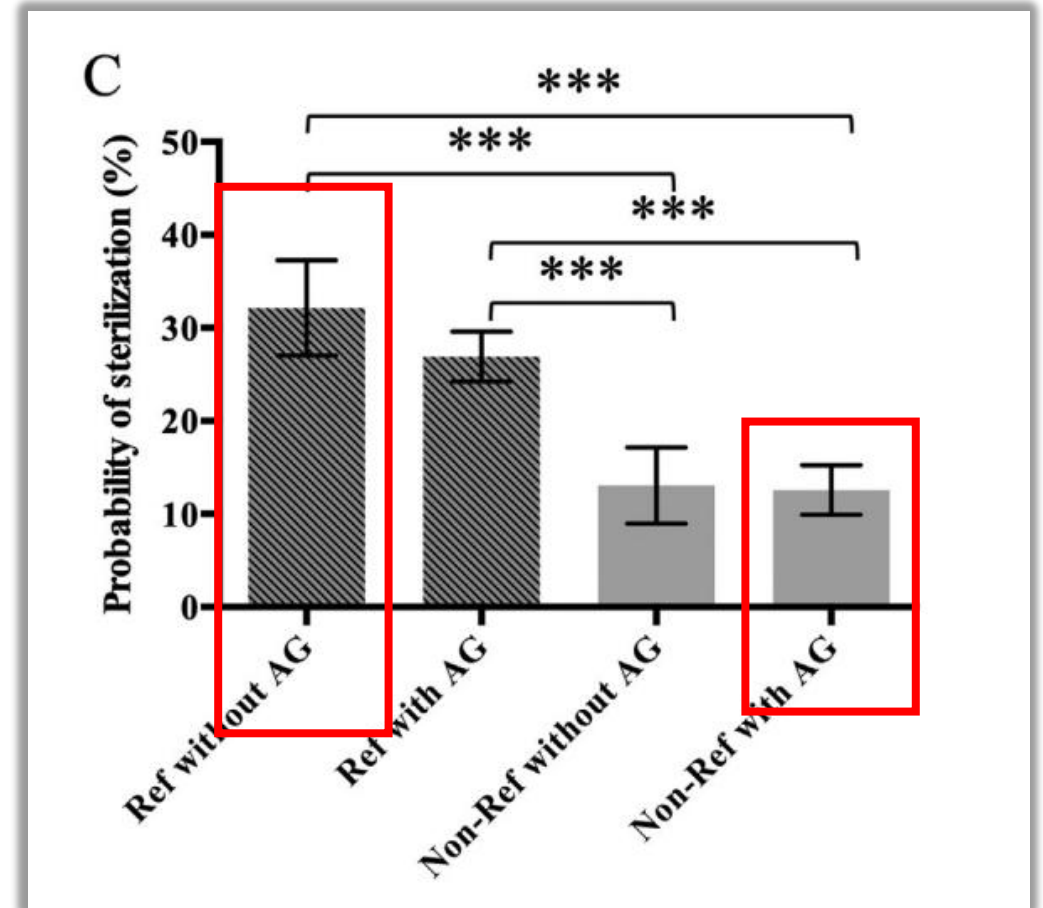 C
***
***
***
***
Probability of sterilization (%)
50
40
30
20
10
0
Ref without AG
Ref with AG
Non-Ref without AG
Non-Ref with AG